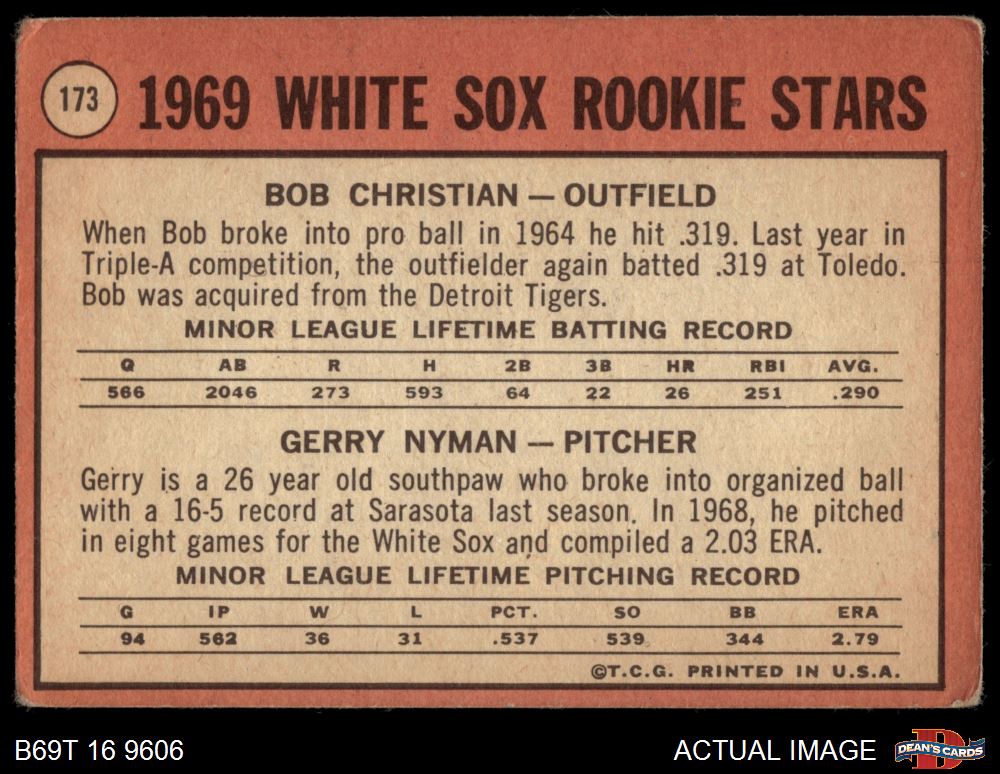 173
1969 WHITE SOX ROOKIE STARS
BOB CHRISTIAN — OUTFIELD
When Bob broke into pro ball in 1964 he hit .319. Last year in
Triple-A competition, the outfielder again batted .319 at Toledo.
Bob was acquired from the Detroit Tigers.
MINOR LEAGUE LIFETIME BATTING RECORD
G AB R H 2B 3B HR RBI AVG.
566 2046 273 593 64 22 26 251 .290
GERRY NYMAN — PITCHER
Gerry is a 26 year old southpaw who broke into organized ball
with a 16-5 record at Sarasota last season. In 1968, he pitched
in eight games for the White Sox and compiled a 2.03 ERA.
MINOR LEAGUE LIFETIME PITCHING RECORD
G IP W L PCT. SO BB ERA
94 562 36 31 .537 539 344 2.79
©T.C.G. PRINTED IN U.S.A.
B69T 16 9606
ACTUAL IMAGE
D
DEAN'S CARDS